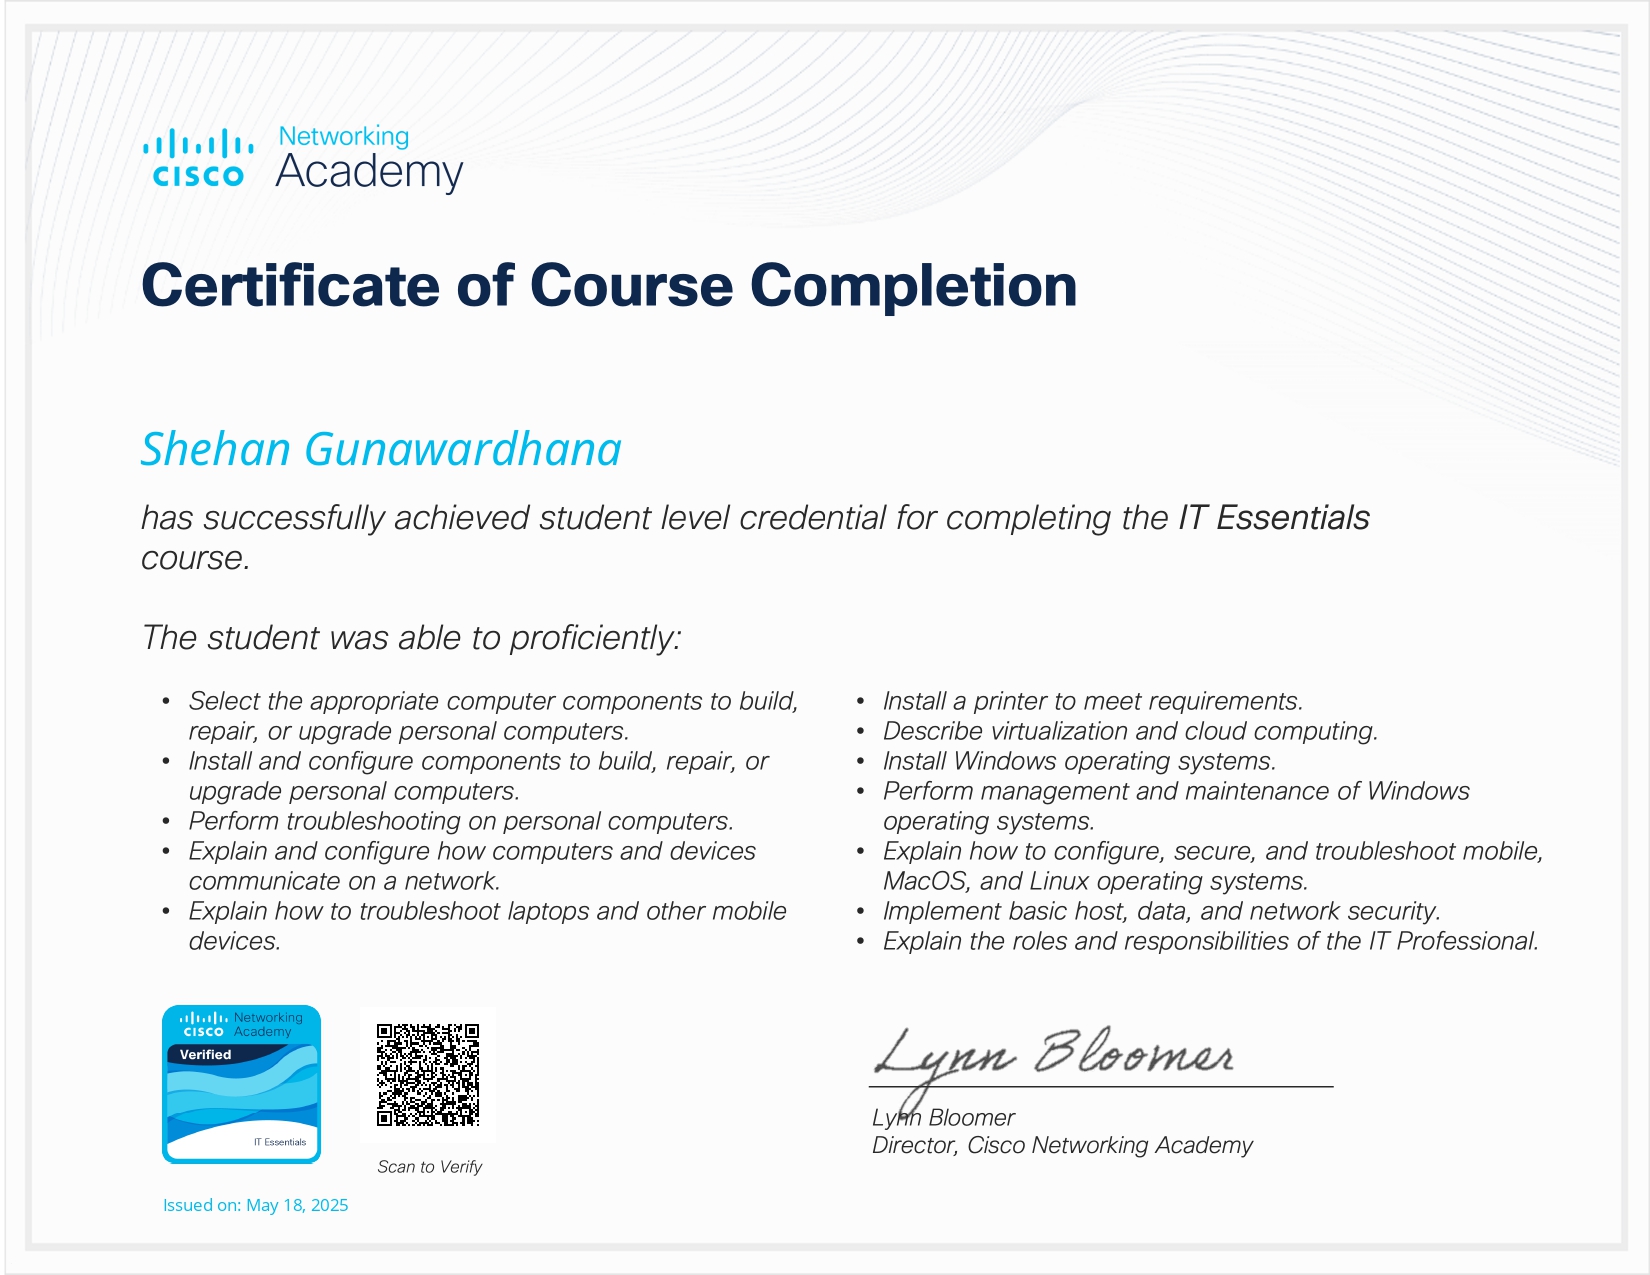 Networking
Academy
CISCO
Certificate of Course Completion
Shehan Gunawardhana
has successfully achieved student level credential for completing the IT Essentials
course.
The student was able to proficiently:
• Select the appropriate computer components to build,
repair, or upgrade personal computers.
• Install and configure components to build, repair, or
upgrade personal computers.
• Perform troubleshooting on personal computers.
• Explain and configure how computers and devices
communicate on a network.
• Explain how to troubleshoot laptops and other mobile
devices.
• Install a printer to meet requirements.
• Describe virtualization and cloud computing.
• Install Windows operating systems.
• Perform management and maintenance of Windows
operating systems.
• Explain how to configure, secure, and troubleshoot mobile,
MacOS, and Linux operating systems.
• Implement basic host, data, and network security.
• Explain the roles and responsibilities of the IT Professional.
CISCO
Networking
Academy
Verified
IT Essentials
Scan to Verify
Issued on: May 18, 2025
Lynn Bloomer
Lynn Bloomer
Director, Cisco Networking Academy